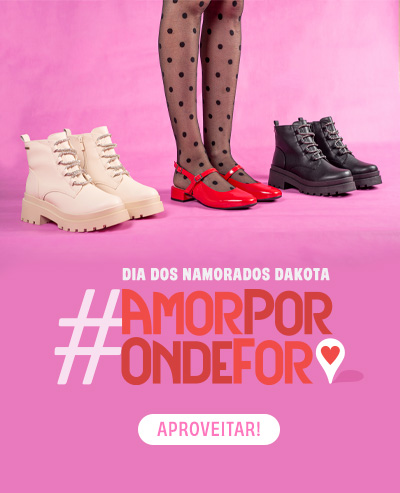 DIA DOS NAMORADOS DAKOTA
#AMORPOR
ONDEFOR
APROVEITAR!